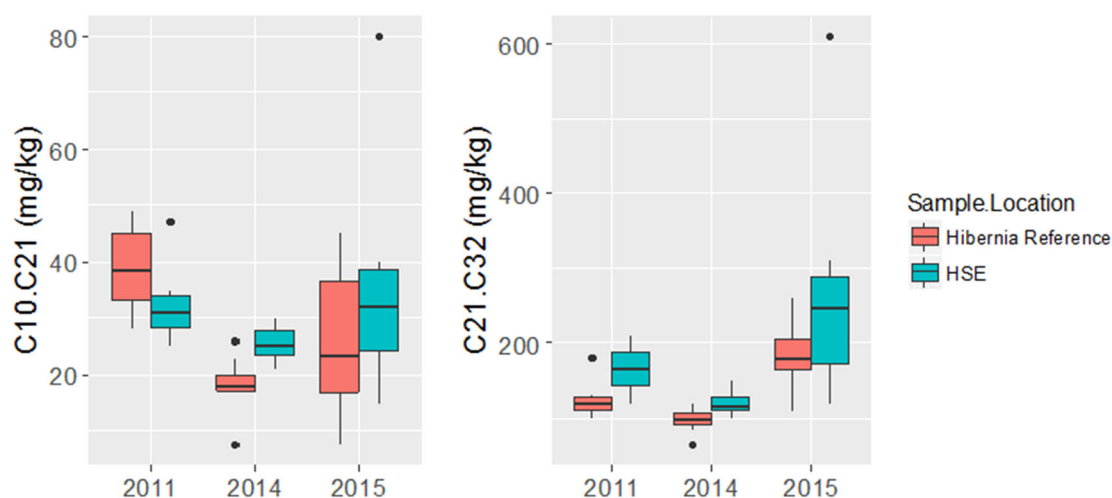 C10.C21 (mg/kg)
80
60
40
20
2011 2014 2015
C21.C32 (mg/kg)
600
400
200
2011 2014 2015
Sample.Location
Hibernia Reference
HSE